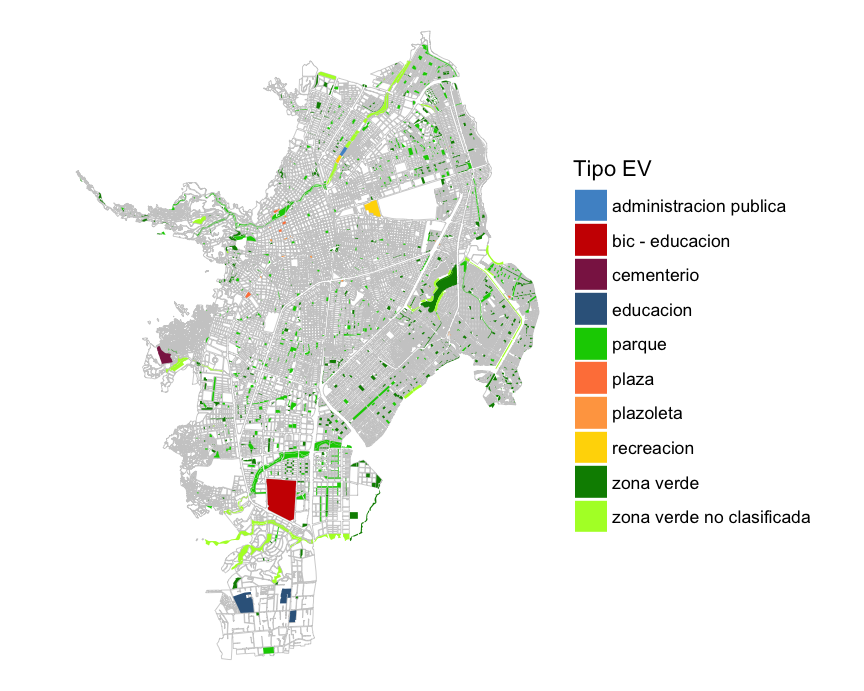 Tipo EV
administracion publica
bic - educacion
cementerio
educacion
parque
plaza
plazoleta
recreacion
zona verde
zona verde no clasificada